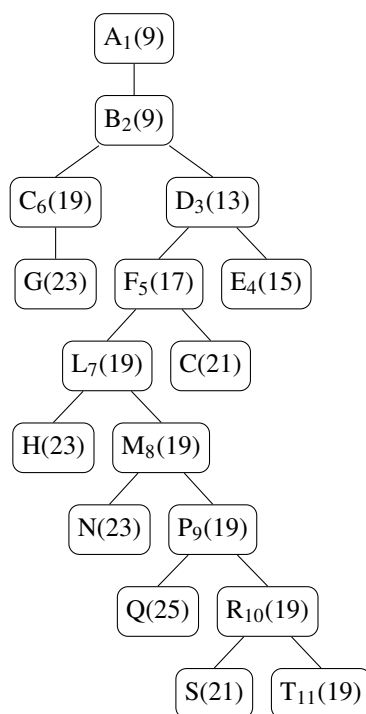 A₁(9)
B₂(9)
C₆(19) D₃(13)
G(23) F₅(17) E₄(15)
L₇(19) C(21)
H(23) M₈(19)
N(23) P₉(19)
Q(25) R₁₀(19)
S(21) T₁₁(19)